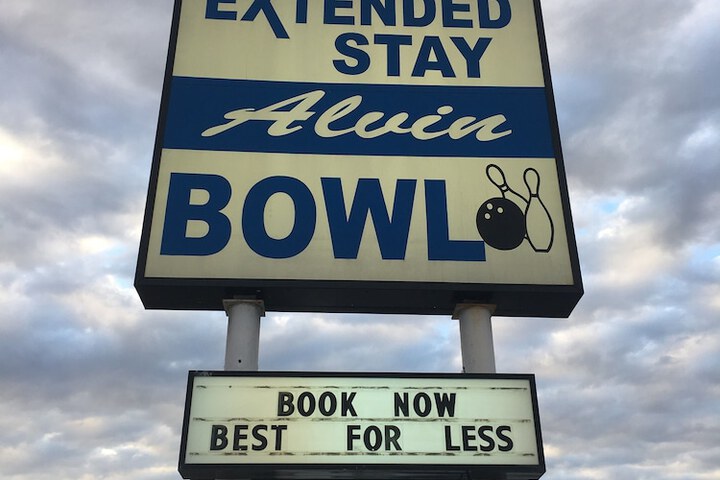 EXTENDED
STAY
Alvin
BOWL
BOOK NOW
BEST FOR LESS